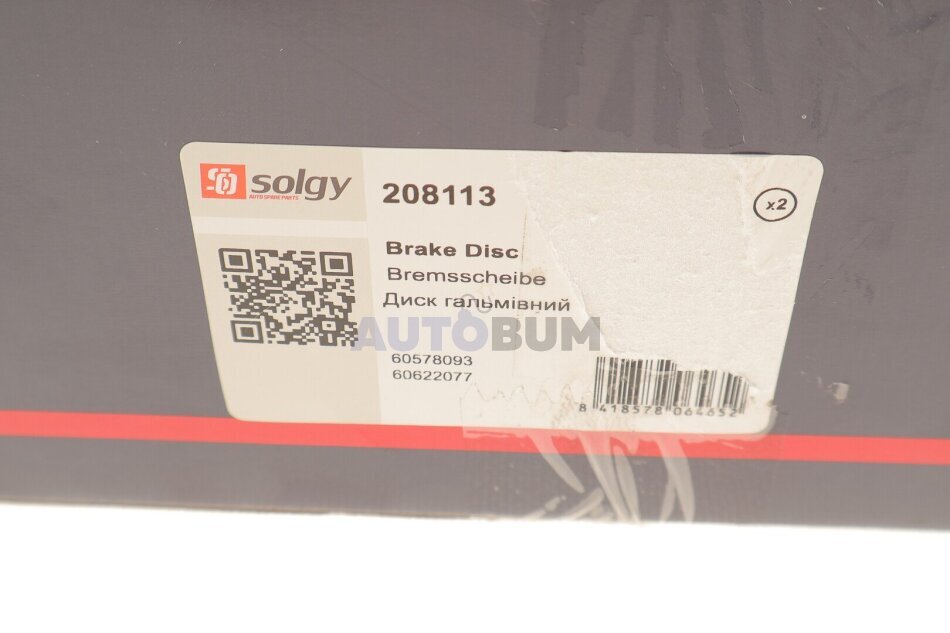 solgy
AUTO SPARE PARTS
208113
x2
Brake Disc
Bremsscheibe
Диск гальмівний
AUTOBUM
60578093
60622077
8 418578 064652